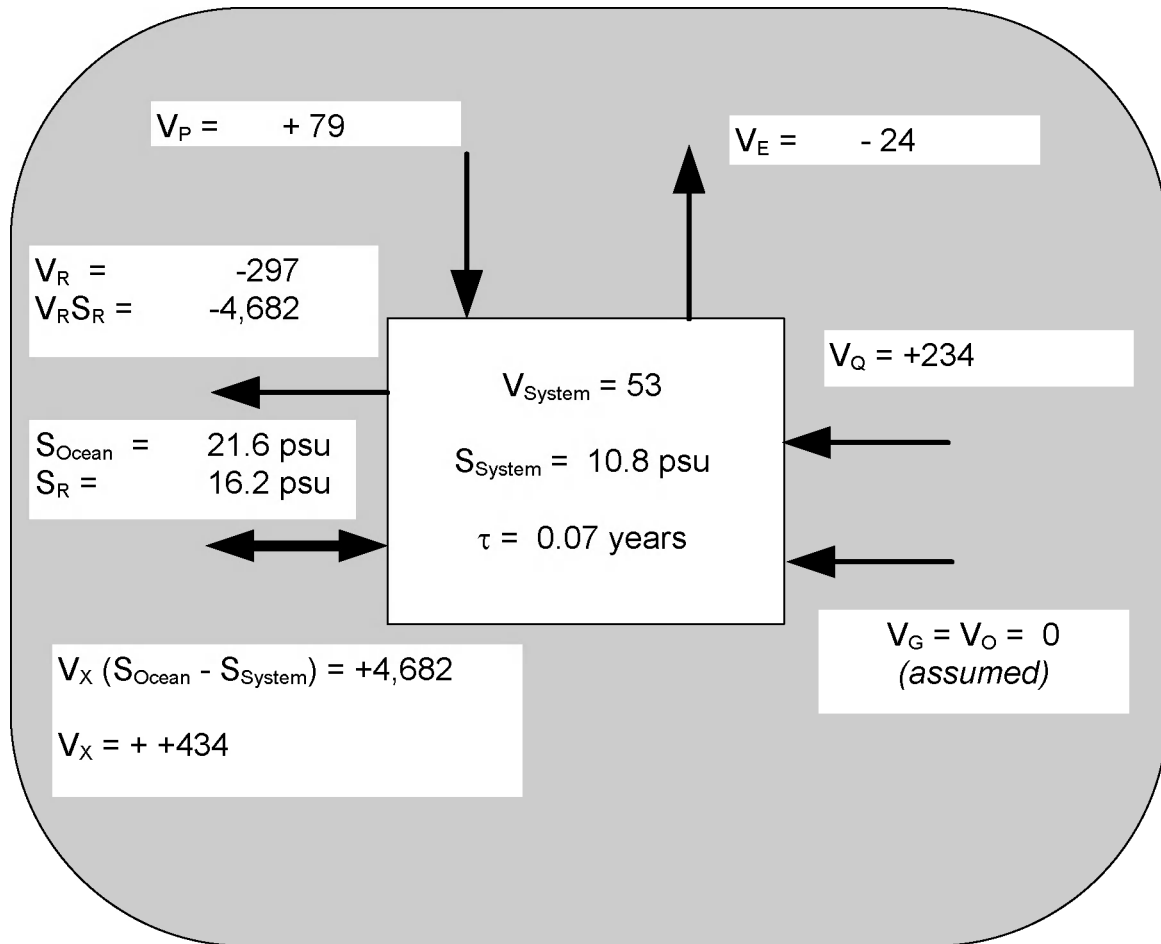 V_P = + 79
V_E = - 24
V_R = -297
V_RS_R = -4,682
V_Q = +234
S_Ocean = 21.6 psu
S_R = 16.2 psu
V_System = 53
S_System = 10.8 psu
τ = 0.07 years
V_G = V_O = 0
(assumed)
V_X (S_Ocean - S_System) = +4,682
V_X = + +434